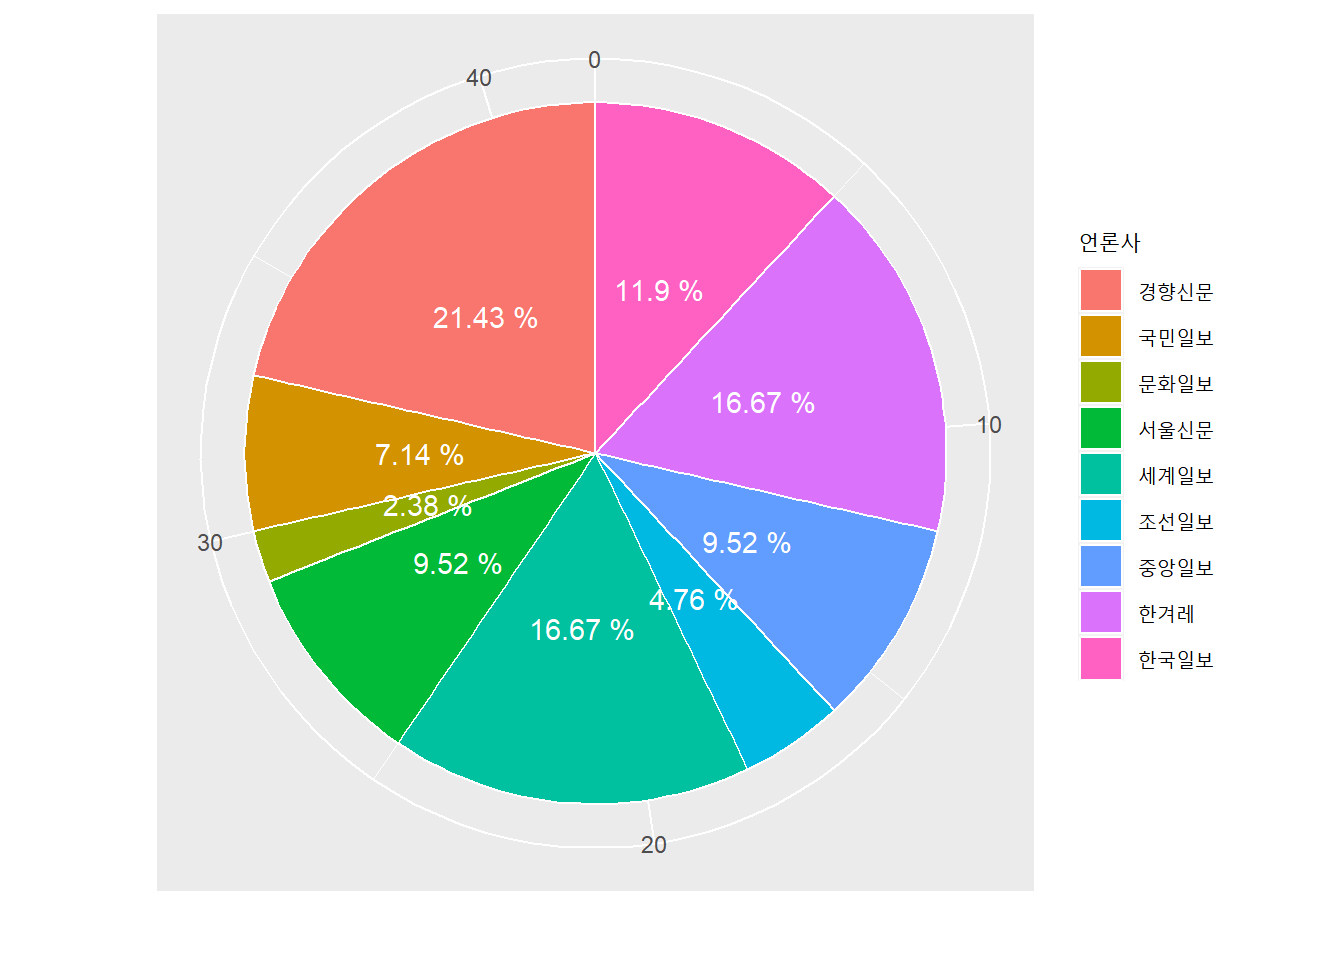 0
40
11.9 %
21.43 %
16.67 %
10
7.14 %
2.38 %
30
9.52 %
9.52 %
4.76 %
16.67 %
20
언론사
경향신문
국민일보
문화일보
서울신문
세계일보
조선일보
중앙일보
한겨레
한국일보